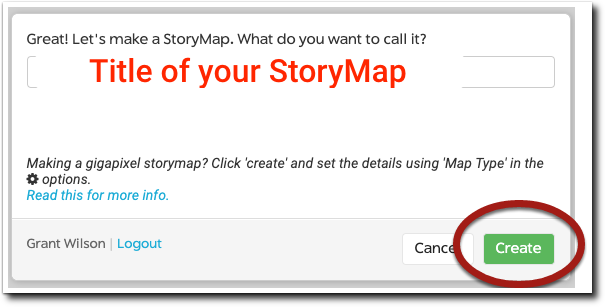 Great! Let's make a StoryMap. What do you want to call it?
Title of your StoryMap
Making a gigapixel storymap? Click 'create' and set the details using 'Map Type' in the
options.
Read this for more info.
Grant Wilson | Logout
Cancel Create